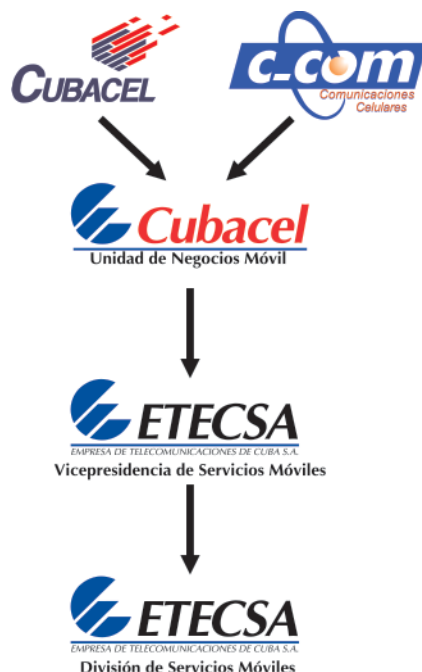 CUBACEL
c-com
Comunicaciones
Celulares
Cubacel
Unidad de Negocios Móvil
ETECSA
EMPRESA DE TELECOMUNICACIONES DE CUBA S.A.
Vicepresidencia de Servicios Móviles
ETECSA
EMPRESA DE TELECOMUNICACIONES DE CUBA S.A.
División de Servicios Móviles